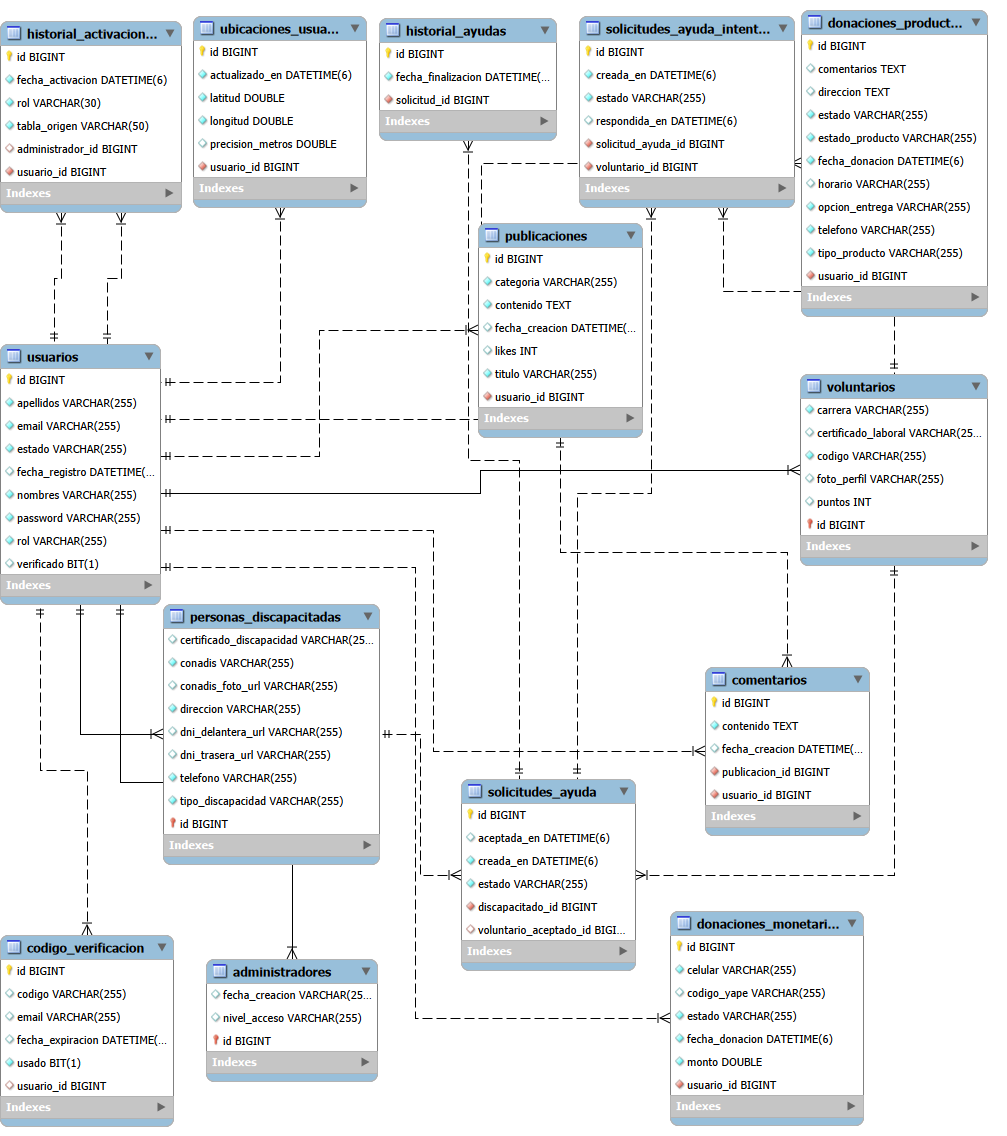 historial_activacion...
id BIGINT
fecha_activacion DATETIME(6)
rol VARCHAR(30)
tabla_origen VARCHAR(50)
administrador_id BIGINT
usuario_id BIGINT
Indexes
ubicaciones_usua...
id BIGINT
actualizado_en DATETIME(6)
latitud DOUBLE
longitud DOUBLE
precision_metros DOUBLE
usuario_id BIGINT
Indexes
historial_ayudas
id BIGINT
fecha_finalizacion DATETIME(...
solicitud_id BIGINT
Indexes
solicitudes_ayuda_intent...
id BIGINT
creada_en DATETIME(6)
estado VARCHAR(255)
respondida_en DATETIME(6)
solicitud_ayuda_id BIGINT
voluntario_id BIGINT
Indexes
donaciones_product...
id BIGINT
comentarios TEXT
direccion TEXT
estado VARCHAR(255)
estado_producto VARCHAR(255)
fecha_donacion DATETIME(6)
horario VARCHAR(255)
opcion_entrega VARCHAR(255)
telefono VARCHAR(255)
tipo_producto VARCHAR(255)
usuario_id BIGINT
Indexes
publicaciones
id BIGINT
categoria VARCHAR(255)
contenido TEXT
fecha_creacion DATETIME(...
likes INT
titulo VARCHAR(255)
usuario_id BIGINT
Indexes
usuarios
id BIGINT
apellidos VARCHAR(255)
email VARCHAR(255)
estado VARCHAR(255)
fecha_registro DATETIME(...
nombres VARCHAR(255)
password VARCHAR(255)
rol VARCHAR(255)
verificado BIT(1)
Indexes
voluntarios
carrera VARCHAR(255)
certificado_laboral VARCHAR(25...
codigo VARCHAR(255)
foto_perfil VARCHAR(255)
puntos INT
id BIGINT
Indexes
personas_discapacitadas
certificado_discapacidad VARCHAR(25...
conadis VARCHAR(255)
conadis_foto_url VARCHAR(255)
direccion VARCHAR(255)
dni_delantera_url VARCHAR(255)
dni_trasera_url VARCHAR(255)
telefono VARCHAR(255)
tipo_discapacidad VARCHAR(255)
id BIGINT
Indexes
comentarios
id BIGINT
contenido TEXT
fecha_creacion DATETIME(...
publicacion_id BIGINT
usuario_id BIGINT
Indexes
solicitudes_ayuda
id BIGINT
aceptada_en DATETIME(6)
creada_en DATETIME(6)
estado VARCHAR(255)
discapacitado_id BIGINT
voluntario_aceptado_id BIGI...
Indexes
donaciones_monetari...
id BIGINT
celular VARCHAR(255)
codigo_yape VARCHAR(255)
estado VARCHAR(255)
fecha_donacion DATETIME(6)
monto DOUBLE
usuario_id BIGINT
Indexes
codigo_verificacion
id BIGINT
codigo VARCHAR(255)
email VARCHAR(255)
fecha_expiracion DATETIME(...
usado BIT(1)
usuario_id BIGINT
Indexes
administradores
fecha_creacion VARCHAR(25...
nivel_acceso VARCHAR(255)
id BIGINT
Indexes